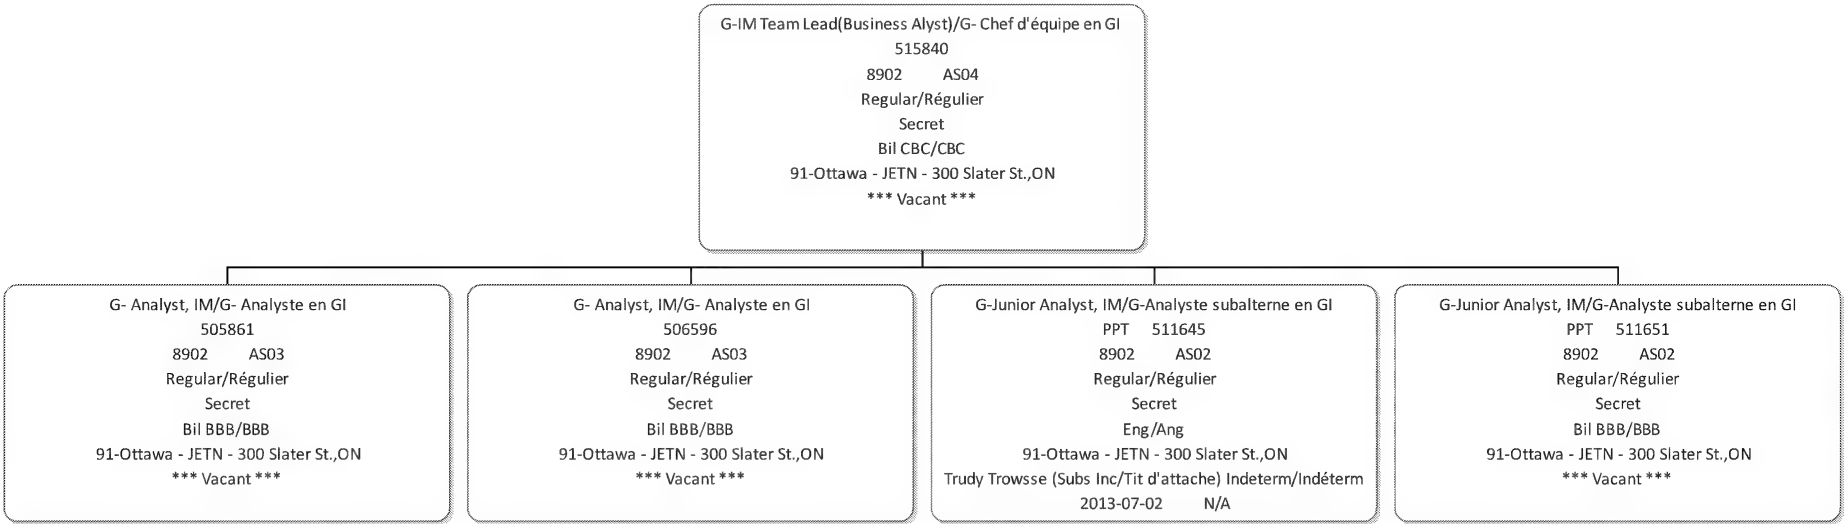 G-IM Team Lead(Business Alyst)/G- Chef d'équipe en GI
515840
8902 AS04
Regular/Régulier
Secret
Bil CBC/CBC
91-Ottawa - JETN - 300 Slater St.,ON
*** Vacant ***
G- Analyst, IM/G- Analyste en GI
505861
8902 AS03
Regular/Régulier
Secret
Bil BBB/BBB
91-Ottawa - JETN - 300 Slater St.,ON
*** Vacant ***
G- Analyst, IM/G- Analyste en GI
506596
8902 AS03
Regular/Régulier
Secret
Bil BBB/BBB
91-Ottawa - JETN - 300 Slater St.,ON
*** Vacant ***
G-Junior Analyst, IM/G-Analyste subalterne en GI
PPT 511645
8902 AS02
Regular/Régulier
Secret
Eng/Ang
91-Ottawa - JETN - 300 Slater St.,ON
Trudy Trowsse (Subs Inc/Tit d'attache) Indeterm/Indéterm
2013-07-02 N/A
G-Junior Analyst, IM/G-Analyste subalterne en GI
PPT 511651
8902 AS02
Regular/Régulier
Secret
Bil BBB/BBB
91-Ottawa - JETN - 300 Slater St.,ON
*** Vacant ***